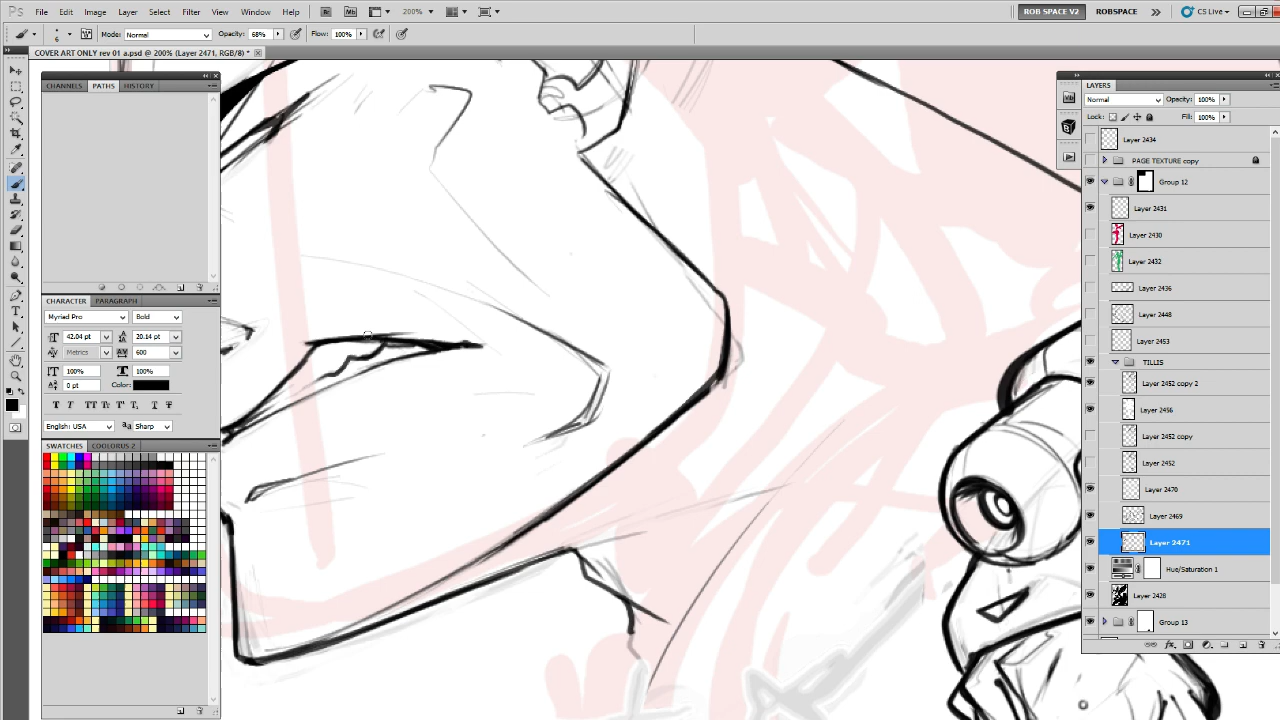 Ps File Edit Image Layer Select Filter View Window Help Br Mb 200% ROB SPACE V2 ROBSPACE CS Live
6 Mode: Normal Opacity: 68% Flow: 100%
COVER ART ONLY rev 01 a.psd @ 200% (Layer 2471, RGB/8) *
CHANNELS PATHS HISTORY
CHARACTER PARAGRAPH
Myriad Pro Bold
42.04 pt 20.14 pt
Metrics 600
100% 100%
0 pt Color:
English: USA Sharp
SWATCHES COOLORUS 2
LAYERS
Normal Opacity: 100%
Lock: Fill: 100%
Layer 2434
PAGE TEXTURE copy
Group 12
Layer 2431
Layer 2430
Layer 2432
Layer 2436
Layer 2448
Layer 2453
TILLIS
Layer 2452 copy 2
Layer 2456
Layer 2452 copy
Layer 2452
Layer 2470
Layer 2469
Layer 2471
Hue/Saturation 1
Layer 2428
Group 13